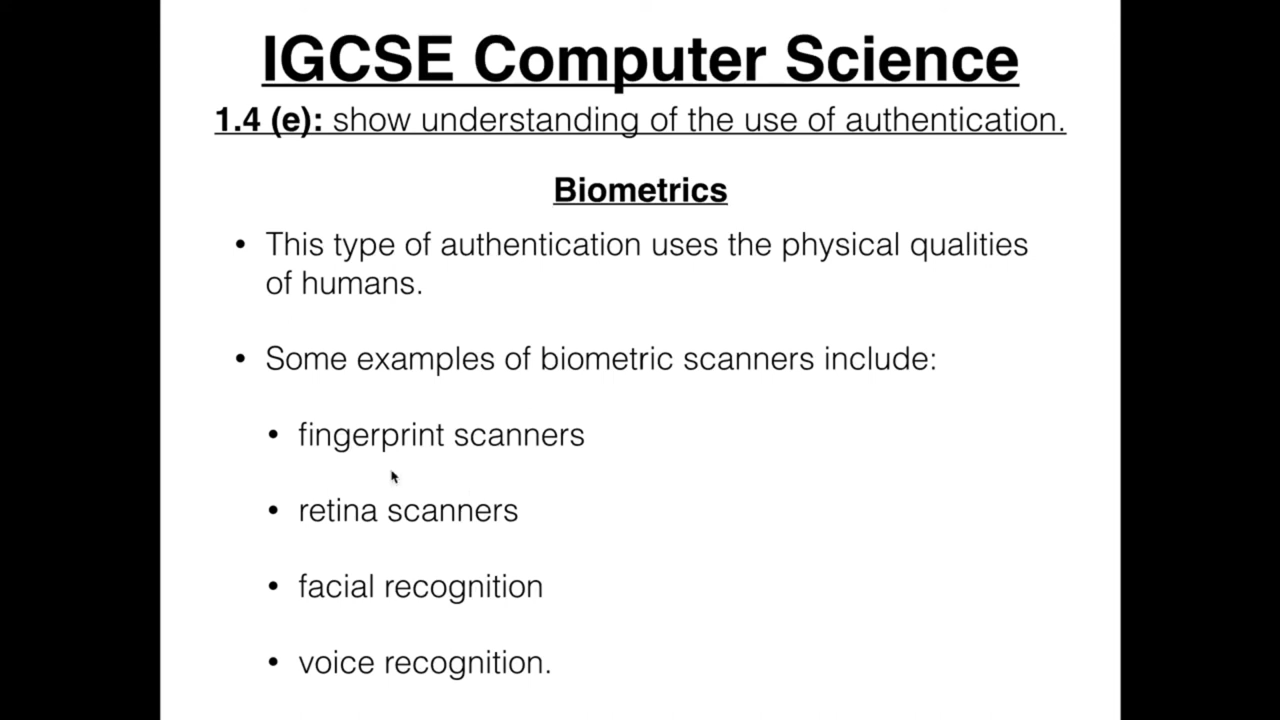 IGCSE Computer Science
1.4 (e): show understanding of the use of authentication.
Biometrics
• This type of authentication uses the physical qualities
of humans.
• Some examples of biometric scanners include:
• fingerprint scanners
• retina scanners
• facial recognition
• voice recognition.